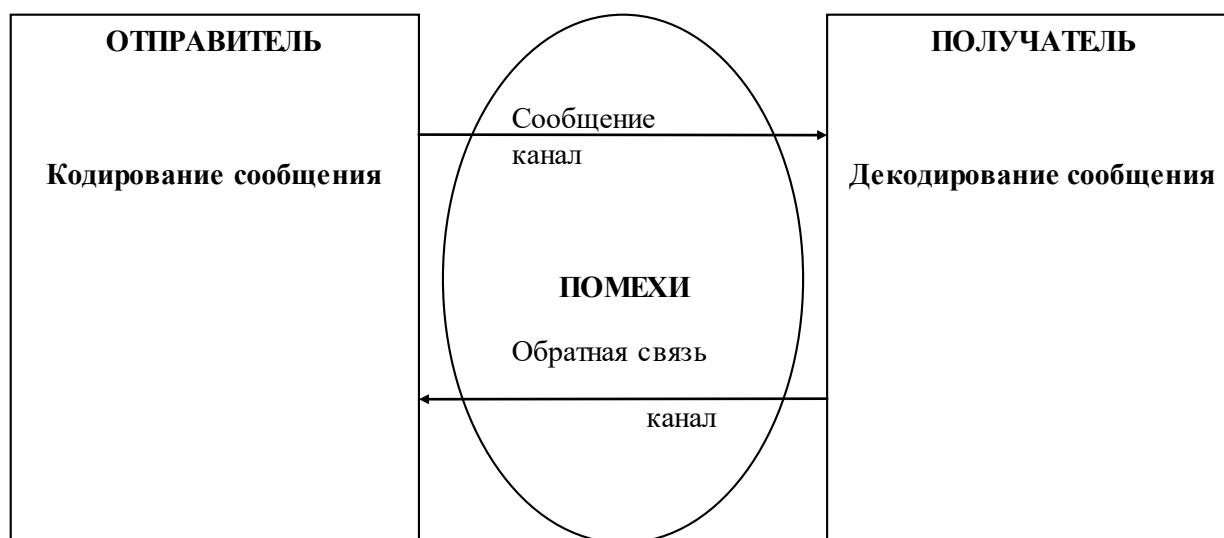 ОТПРАВИТЕЛЬ
ПОЛУЧАТЕЛЬ
Сообщение
канал
Кодирование сообщения
Декодирование сообщения
ПОМЕХИ
Обратная связь
канал